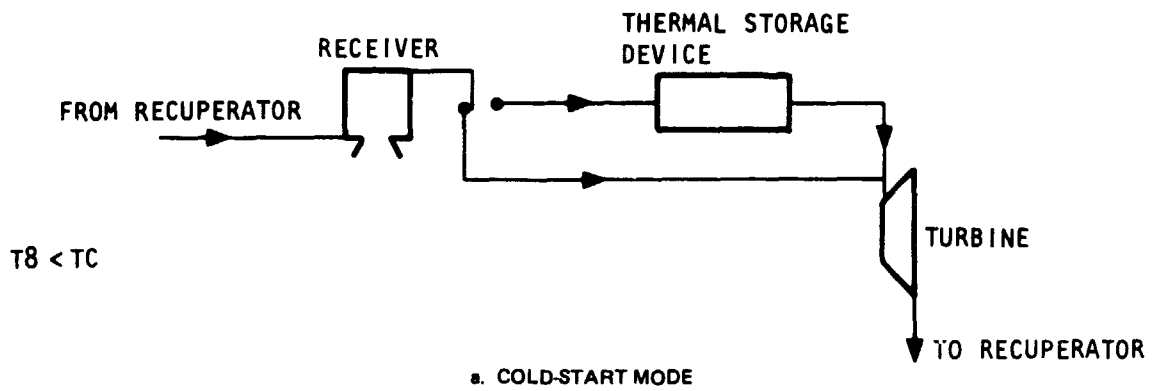 THERMAL STORAGE
DEVICE
RECEIVER
FROM RECUPERATOR
TURBINE
T8 < TC
TO RECUPERATOR
a. COLD-START MODE